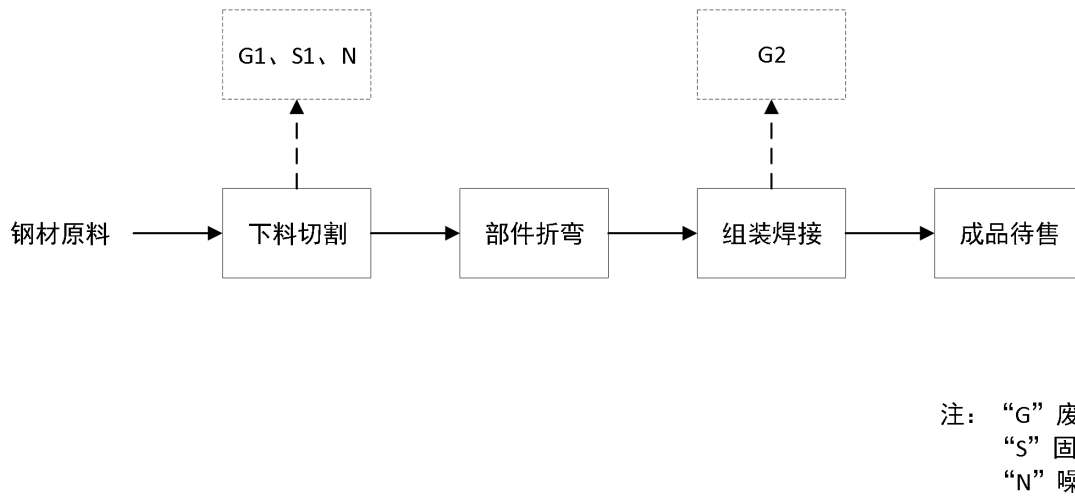 G1、S1、N
G2
钢材原料
下料切割
部件折弯
组装焊接
成品待售
注：“G”废
“S”固
“N”噪